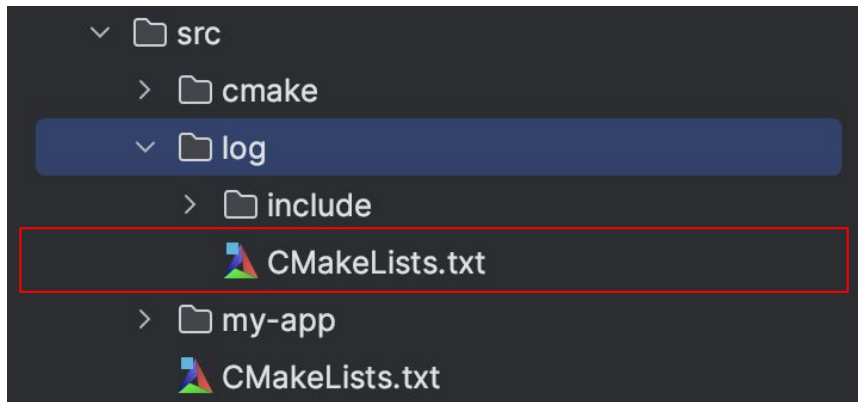 src
cmake
log
include
CMakeLists.txt
my-app
CMakeLists.txt